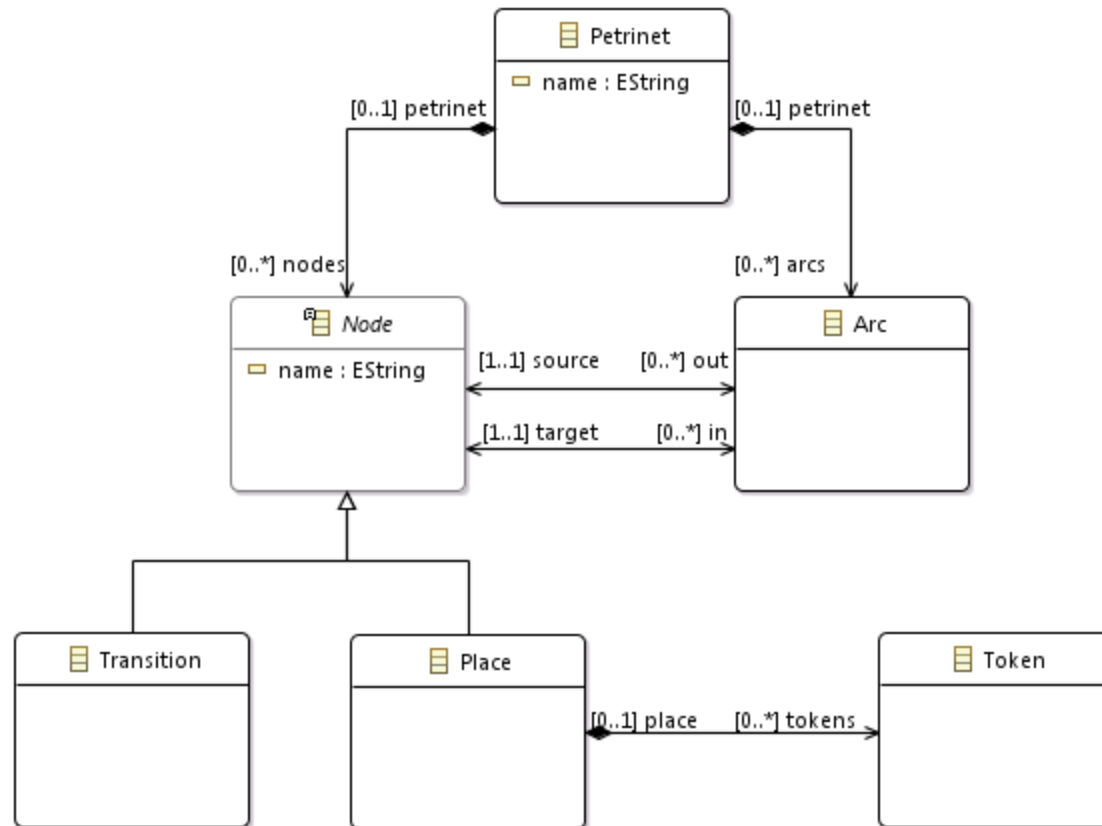 Petrinet
name : EString
[0..1] petrinet
[0..1] petrinet
[0..*] nodes
[0..*] arcs
Node
name : EString
Arc
[1..1] source
[0..*] out
[1..1] target
[0..*] in
Transition
Place
Token
[0..1] place
[0..*] tokens